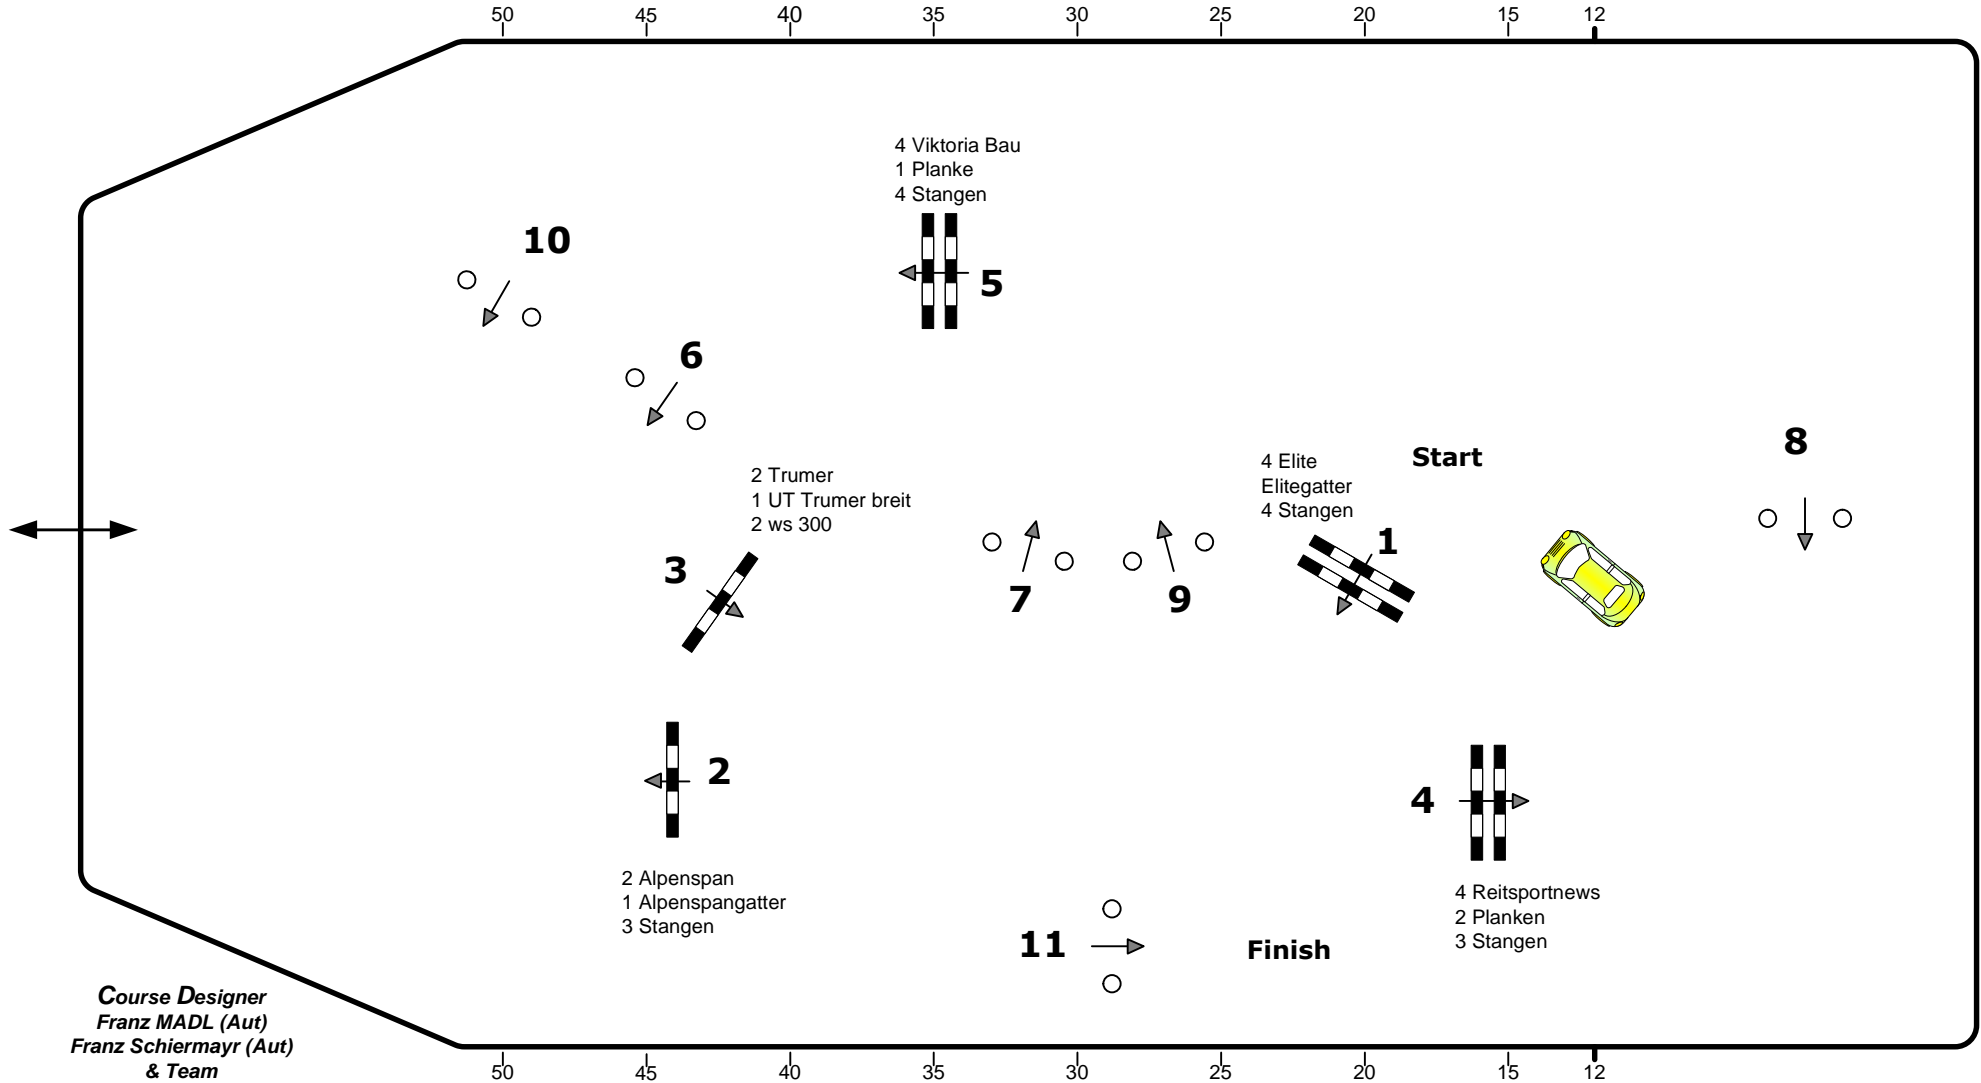 50
45
40
35
30
25
20
15
12
4 Viktoria Bau
1 Planke
4 Stangen
10
5
6
8
Start
4 Elite
Elitegatter
4 Stangen
2 Trumer
1 UT Trumer breit
2 ws 300
1
3
7
9
2
4
2 Alpenspan
1 Alpenspangatter
3 Stangen
4 Reitsportnews
2 Planken
3 Stangen
11
Finish
Course Designer
Franz MADL (Aut)
Franz Schiermayr (Aut)
& Team
50
45
40
35
30
25
20
15
12